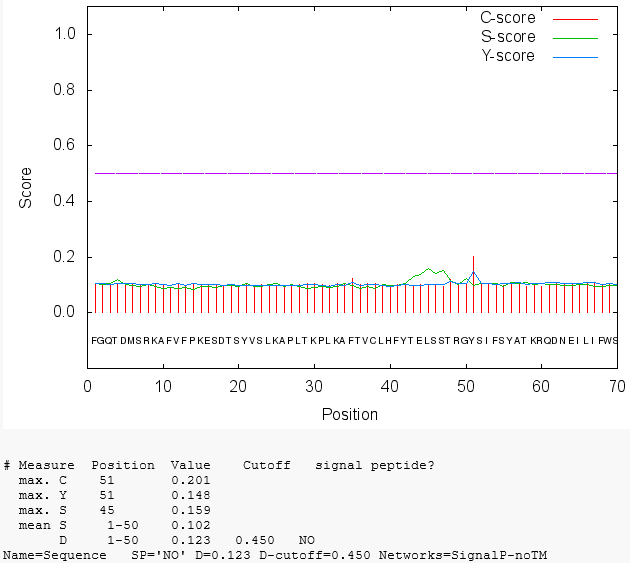 1.0
0.8
0.6
0.4
0.2
0.0
Score
C-score
S-score
Y-score
FGQTDMSRKAFVFPKESDTSYVSLKAPLTKPLKAFTVCLHFYTELSSTRGYSIFSYATKRQDNEILIFWS
0 10 20 30 40 50 60 70
Position
# Measure Position Value Cutoff signal peptide?
max. C 51 0.201
max. Y 51 0.148
max. S 45 0.159
mean S 1-50 0.102
D 1-50 0.123 0.450 NO
Name=Sequence SP='NO' D=0.123 D-cutoff=0.450 Networks=SignalP-noTM